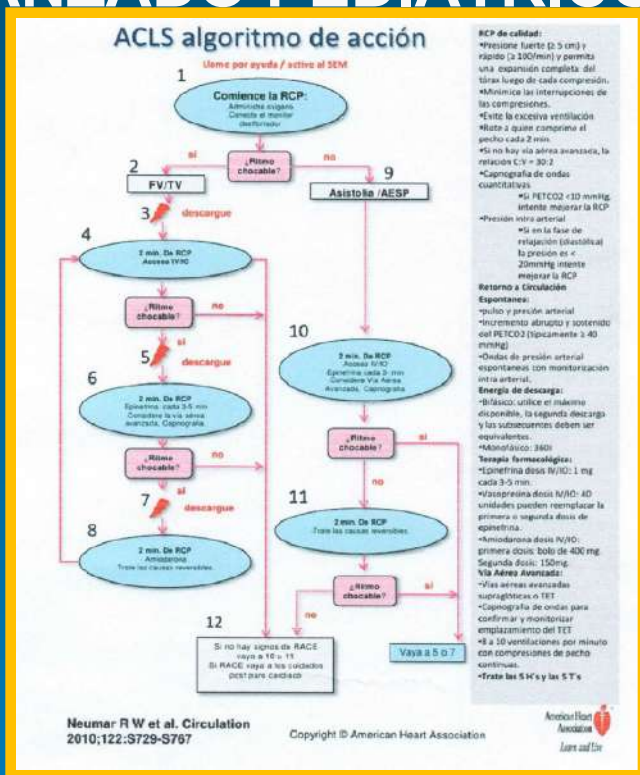 ACLS algoritmo de acción
Llame por ayuda / active al SEM
1
Comience la RCP:
Administre oxígeno
Conecte el monitor
desfibrilador
¿Ritmo
chocable?
si
no
2
FV/TV
9
Asistolia /AESP
3
descargue
4
2 min. De RCP
Acceso IV/IO
¿Ritmo
chocable?
no
si
5
descargue
6
2 min. De RCP
Epinefrina cada 3-5 min
Considere la vía aérea
avanzada, Capnografía
¿Ritmo
chocable?
no
si
7
descargue
8
2 min. De RCP
Amiodarona
Trate las causas reversibles.
10
2 min. De RCP
Acceso IV/IO
Epinefrina cada 3- min
Considere Vía Aérea
Avanzada, Capnografía
¿Ritmo
chocable?
si
no
11
2 min. De RCP
Trate las causas reversibles.
¿Ritmo
chocable?
si
no
12
Si no hay signos de RACE
vaya a 10 u 11
Si RACE vaya a los cuidados
post paro cardiaco
Vaya a 5 o 7
RCP de calidad:
•Presione fuerte (≥ 5 cm) y
rápido (≥ 100/min) y permita
una expansión completa del
tórax luego de cada compresión.
•Minimice las interrupciones de
las compresiones.
•Evite la excesiva ventilación
•Rote a quien comprime el
pecho cada 2 min.
•Si no hay vía aérea avanzada, la
relación C:V = 30:2
•Capnografía de ondas
cuantitativas
•Si PETCO2 <10 mmHg,
intente mejorar la RCP
•Presión intra arterial
•Si en la fase de
relajación (diastólica)
la presión es <
20mmHg intente
mejorar la RCP
Retorno a Circulación
Espontanea:
•pulso y presión arterial
•Incremento abrupto y sostenido
del PETCO2 (típicamente ≥ 40
mmHg)
•Ondas de presión arterial
espontaneas con monitorización
intra arterial.
Energía de descarga:
•Bifásico: utilice el máximo
disponible, la segunda descarga
y las subsecuentes deben ser
equivalentes.
•Monofásico: 360J
Terapia farmacológica:
•Epinefrina dosis IV/IO: 1 mg
cada 3-5 min.
•Vasopresina dosis IV/IO: 40
unidades pueden reemplazar la
primera o segunda dosis de
epinefrina.
•Amiodarona dosis IV/IO:
primera dosis: bolo de 400 mg.
Segunda dosis: 150mg.
Vía Aérea Avanzada:
•Vías aéreas avanzadas
supraglóticas o TET
•Capnografía de ondas para
confirmar y monitorizar
emplazamiento del TET
•8 a 10 ventilaciones por minuto
con compresiones de pecho
continuas.
•Trate las 5 H's y las 5 T's
Neumar R W et al. Circulation
2010;122:S729-S767
Copyright © American Heart Association
American Heart
Association
Learn and Live